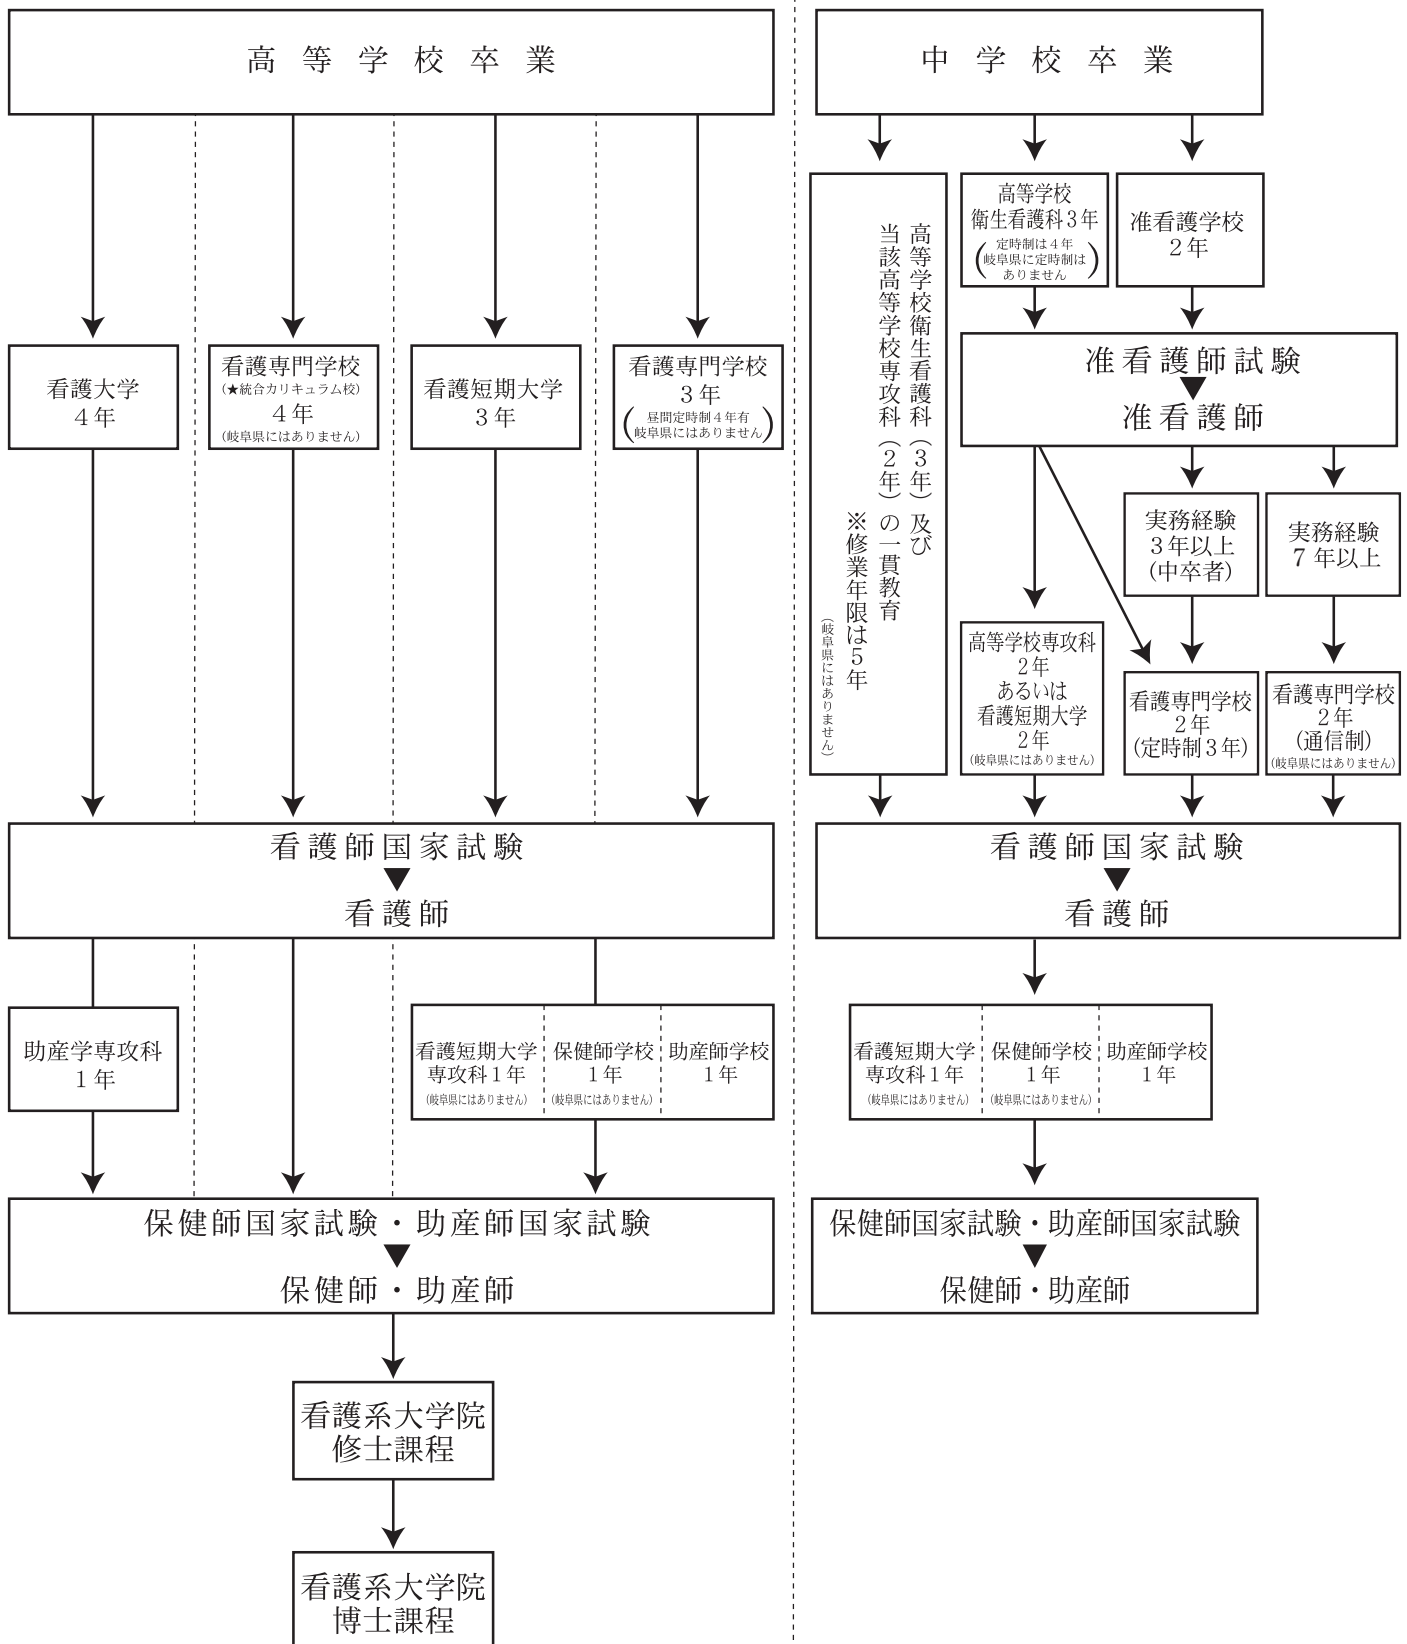 高等学校卒業
看護大学
4年
看護専門学校
(★統合カリキュラム校)
4年
(岐阜県にはありません)
看護短期大学
3年
看護専門学校
3年
(昼間定時制4年有
岐阜県にはありません)
看護師国家試験
▼
看護師
助産学専攻科
1年
看護短期大学
専攻科1年
(岐阜県にはありません)
保健師学校
1年
(岐阜県にはありません)
助産師学校
1年
保健師国家試験・助産師国家試験
▼
保健師・助産師
看護系大学院
修士課程
看護系大学院
博士課程
中学校卒業
高等学校衛生看護科(3年)及び
当該高等学校専攻科(2年)の一貫教育
※修業年限は5年
(岐阜県にはありません)
高等学校
衛生看護科3年
(定時制は4年
岐阜県に定時制は
ありません)
准看護学校
2年
准看護師試験
▼
准看護師
実務経験
3年以上
(中卒者)
実務経験
7年以上
高等学校専攻科
2年
あるいは
看護短期大学
2年
(岐阜県にはありません)
看護専門学校
2年
(定時制3年)
看護専門学校
2年
(通信制)
(岐阜県にはありません)
看護師国家試験
▼
看護師
看護短期大学
専攻科1年
(岐阜県にはありません)
保健師学校
1年
(岐阜県にはありません)
助産師学校
1年
保健師国家試験・助産師国家試験
▼
保健師・助産師